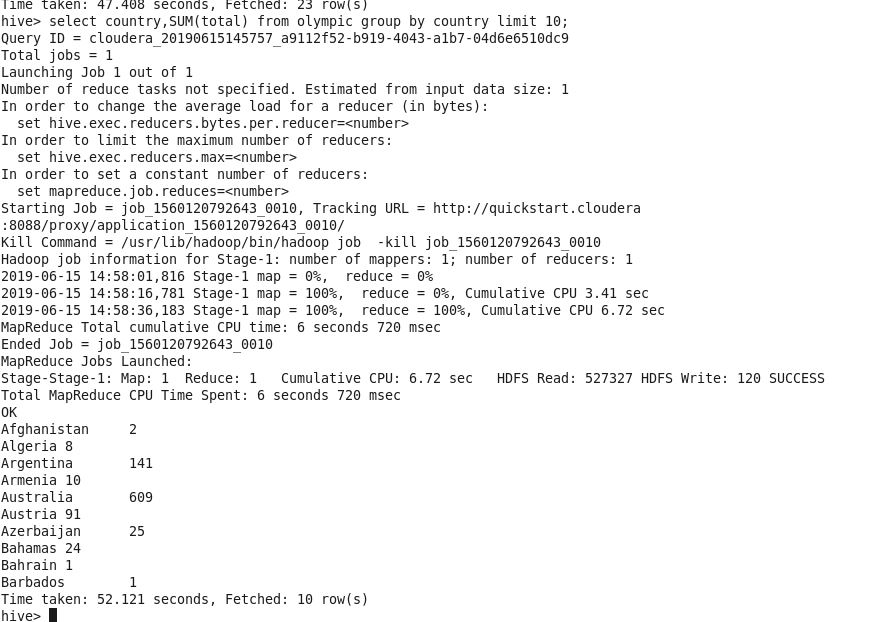 Time taken: 47.408 seconds, Fetched: 23 row(s)
hive> select country,SUM(total) from olympic group by country limit 10;
Query ID = cloudera_20190615145757_a9112f52-b919-4043-a1b7-04d6e6510dc9
Total jobs = 1
Launching Job 1 out of 1
Number of reduce tasks not specified. Estimated from input data size: 1
In order to change the average load for a reducer (in bytes):
  set hive.exec.reducers.bytes.per.reducer=<number>
In order to limit the maximum number of reducers:
  set hive.exec.reducers.max=<number>
In order to set a constant number of reducers:
  set mapreduce.job.reduces=<number>
Starting Job = job_1560120792643_0010, Tracking URL = http://quickstart.cloudera
:8088/proxy/application_1560120792643_0010/
Kill Command = /usr/lib/hadoop/bin/hadoop job  -kill job_1560120792643_0010
Hadoop job information for Stage-1: number of mappers: 1; number of reducers: 1
2019-06-15 14:58:01,816 Stage-1 map = 0%,  reduce = 0%
2019-06-15 14:58:16,781 Stage-1 map = 100%,  reduce = 0%, Cumulative CPU 3.41 sec
2019-06-15 14:58:36,183 Stage-1 map = 100%,  reduce = 100%, Cumulative CPU 6.72 sec
MapReduce Total cumulative CPU time: 6 seconds 720 msec
Ended Job = job_1560120792643_0010
MapReduce Jobs Launched:
Stage-Stage-1: Map: 1  Reduce: 1   Cumulative CPU: 6.72 sec   HDFS Read: 527327 HDFS Write: 120 SUCCESS
Total MapReduce CPU Time Spent: 6 seconds 720 msec
OK
Afghanistan     2
Algeria 8
Argentina       141
Armenia 10
Australia       609
Austria 91
Azerbaijan      25
Bahamas 24
Bahrain 1
Barbados        1
Time taken: 52.121 seconds, Fetched: 10 row(s)
hive>